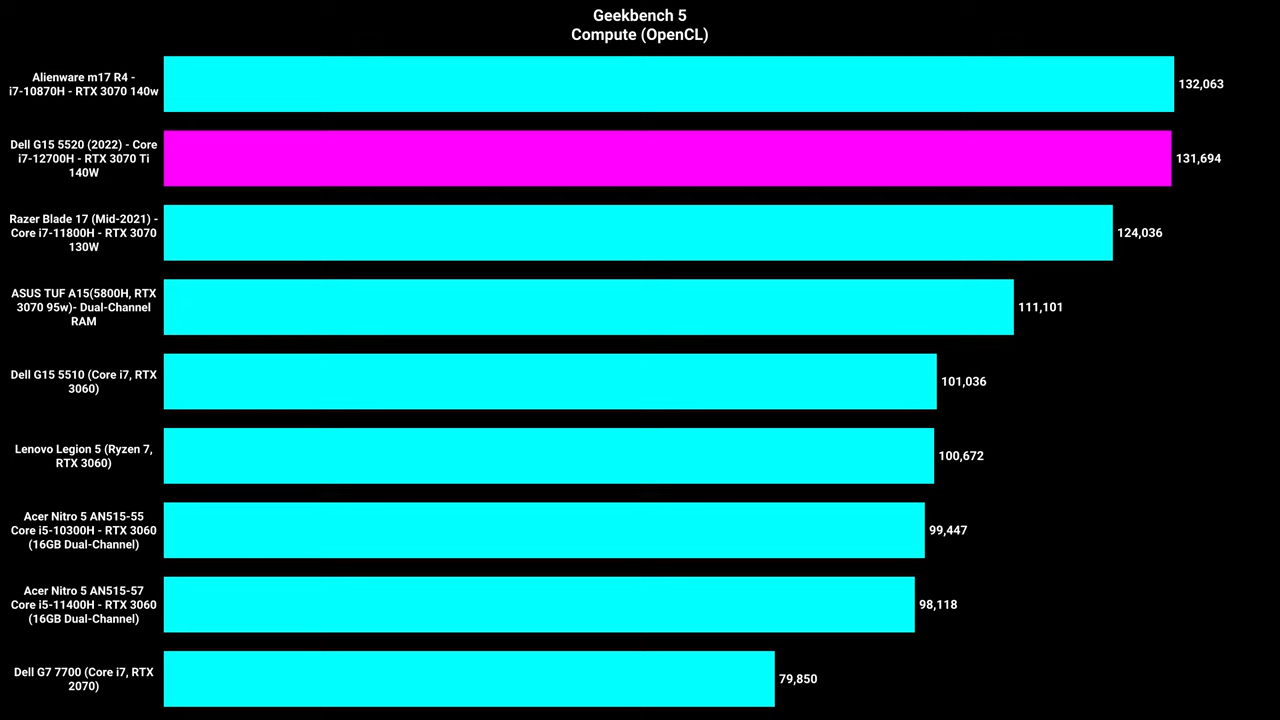 Geekbench 5
Compute (OpenCL)
Alienware m17 R4 -
i7-10870H - RTX 3070 140w
132,063
Dell G15 5520 (2022) - Core
i7-12700H - RTX 3070 Ti
140W
131,694
Razer Blade 17 (Mid-2021) -
Core i7-11800H - RTX 3070
130W
124,036
ASUS TUF A15(5800H, RTX
3070 95w)- Dual-Channel
RAM
111,101
Dell G15 5510 (Core i7, RTX
3060)
101,036
Lenovo Legion 5 (Ryzen 7,
RTX 3060)
100,672
Acer Nitro 5 AN515-55
Core i5-10300H - RTX 3060
(16GB Dual-Channel)
99,447
Acer Nitro 5 AN515-57
Core i5-11400H - RTX 3060
(16GB Dual-Channel)
98,118
Dell G7 7700 (Core i7, RTX
2070)
79,850